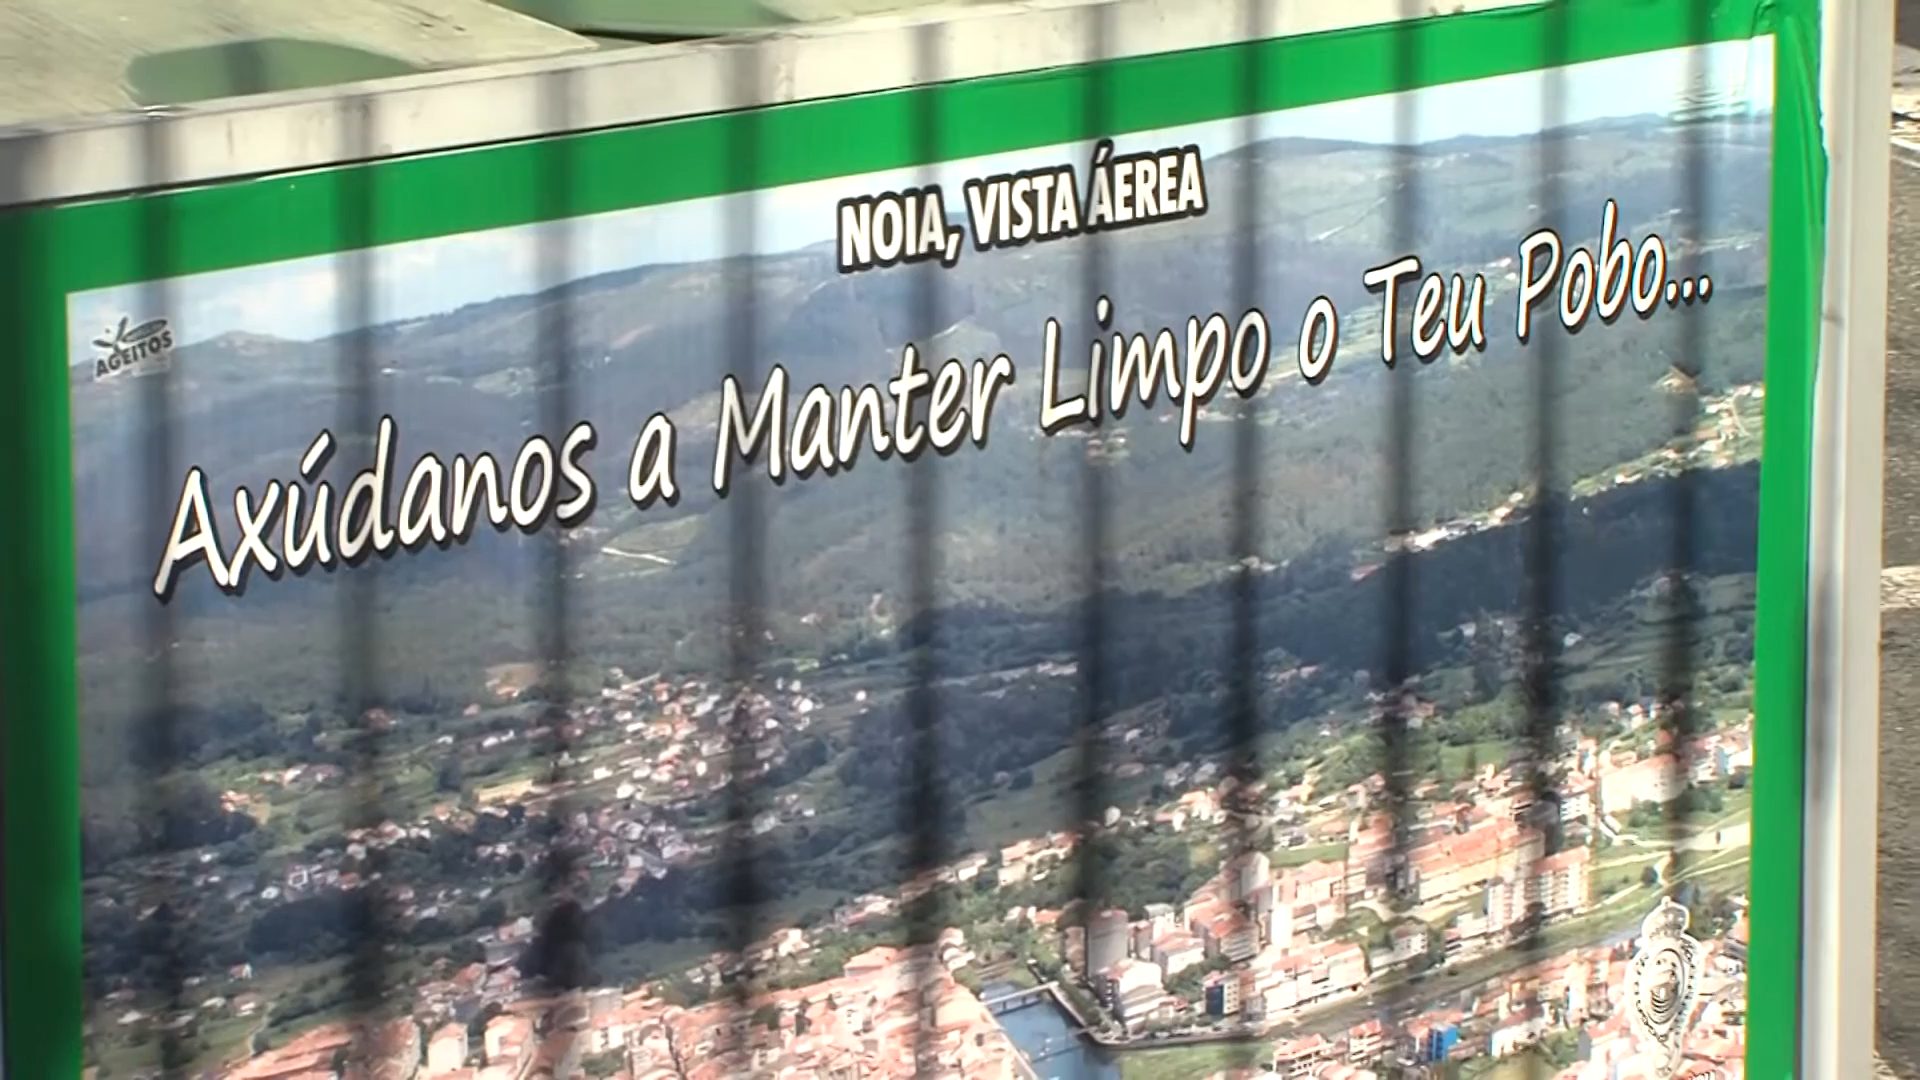 NOIA, VISTA ÁEREA
AGEITOS
Axúdanos a Manter Limpo o Teu Pobo...